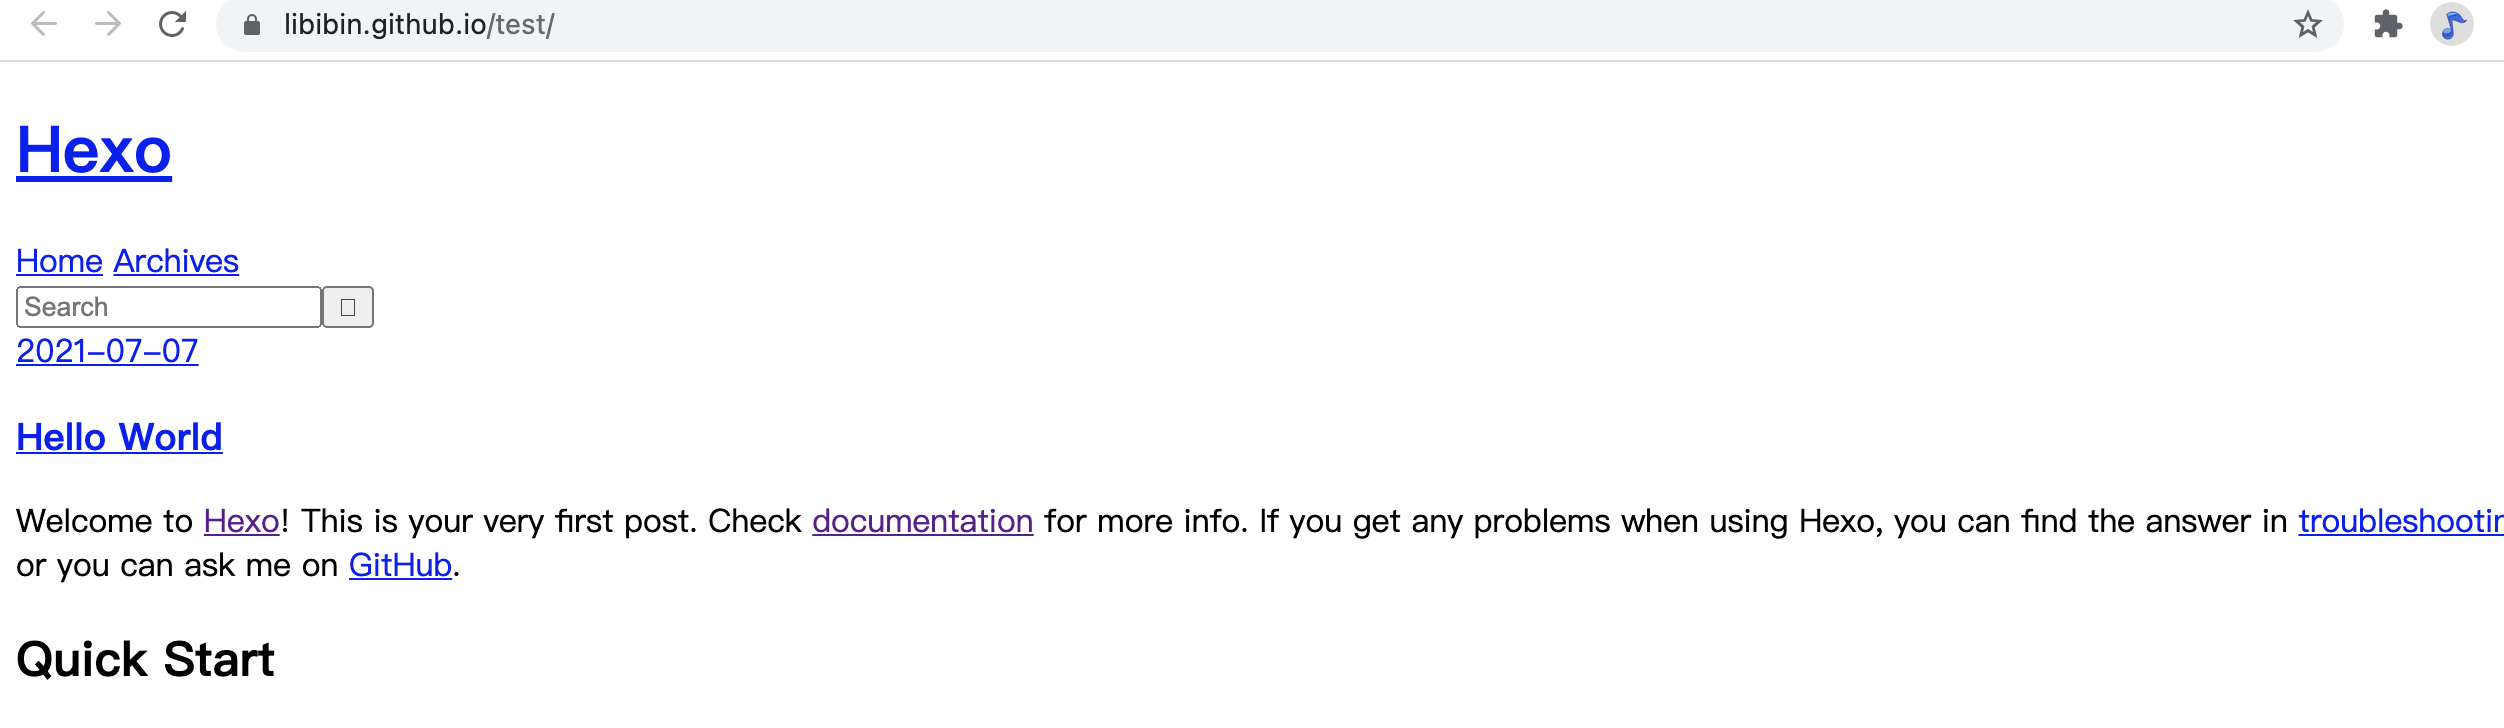 libibin.github.io/test/
Hexo
Home Archives
Search
2021-07-07
Hello World
Welcome to Hexo! This is your very first post. Check documentation for more info. If you get any problems when using Hexo, you can find the answer in
or you can ask me on GitHub.
Quick Start